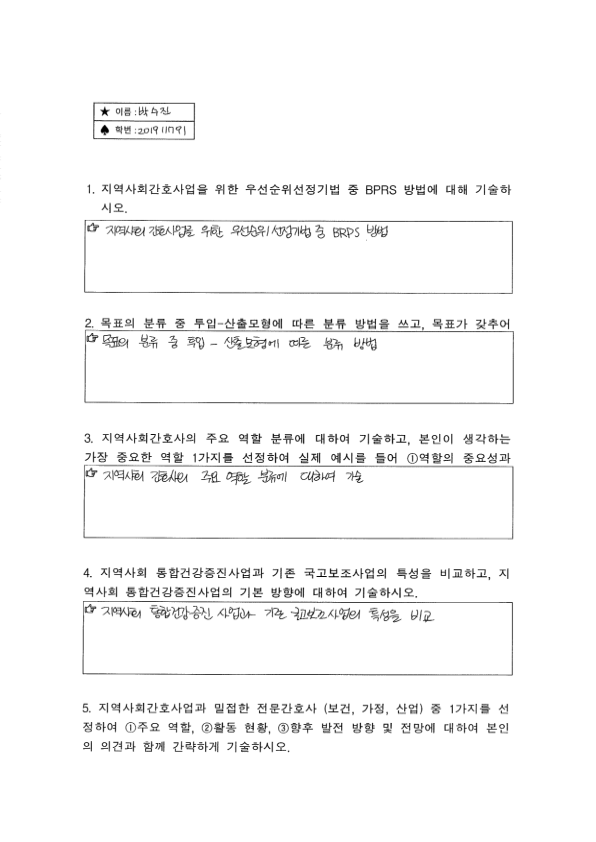 ★ 이름 : 박수진
♠ 학번 : 201911791
1. 지역사회간호사업을 위한 우선순위선정기법 중 BPRS 방법에 대해 기술하
시오.
☞ 지역사회 간호사업을 위한 우선순위 선정기법 중 BRPS 방법
2. 목표의 분류 중 투입-산출모형에 따른 분류 방법을 쓰고, 목표가 갖추어
☞ 목표의 분류 중 투입 - 산출모형에 따른 분류 방법
3. 지역사회간호사의 주요 역할 분류에 대하여 기술하고, 본인이 생각하는
가장 중요한 역할 1가지를 선정하여 실제 예시를 들어 ①역할의 중요성과
☞ 지역사회 간호사의 주요 역할 분류에 대하여 기술
4. 지역사회 통합건강증진사업과 기존 국고보조사업의 특성을 비교하고, 지
역사회 통합건강증진사업의 기본 방향에 대하여 기술하시오.
☞ 지역사회 통합건강증진 사업과 기존 국고보조사업의 특성을 비교
5. 지역사회간호사업과 밀접한 전문간호사 (보건, 가정, 산업) 중 1가지를 선
정하여 ①주요 역할, ②활동 현황, ③향후 발전 방향 및 전망에 대하여 본인
의 의견과 함께 간략하게 기술하시오.